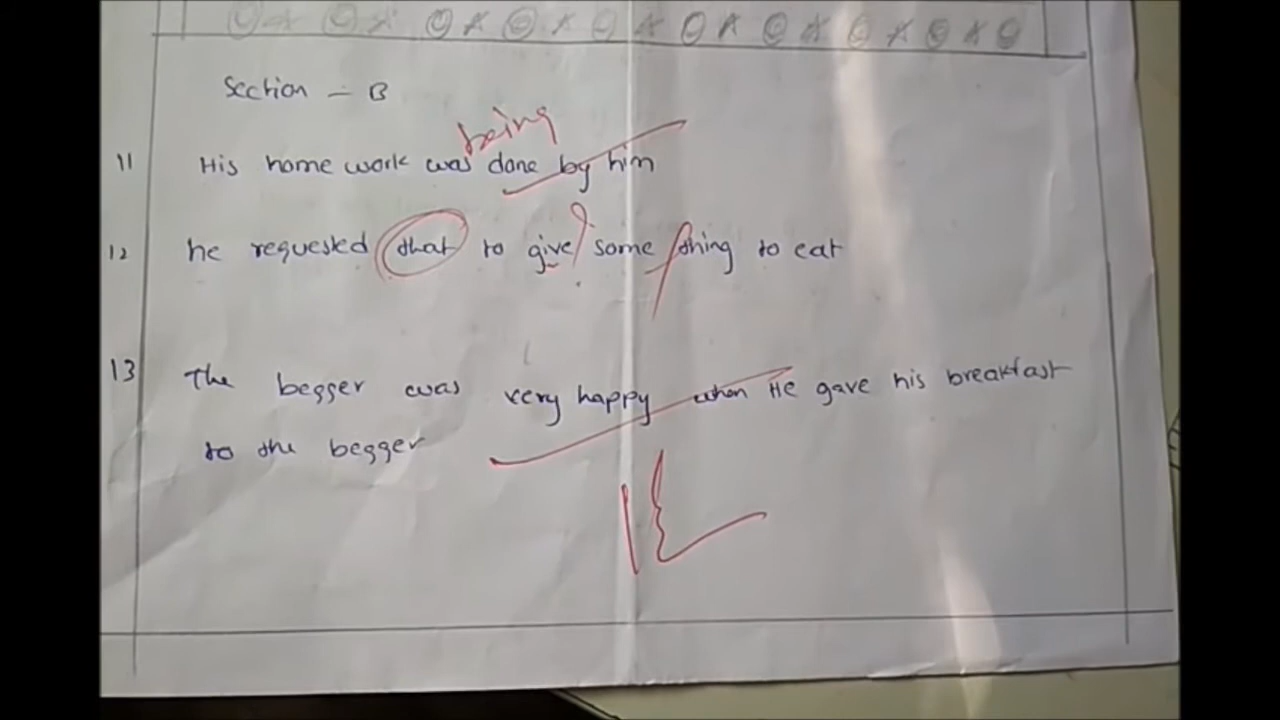 Section - B
being
11 His home work was done by him
12 he requested that to give some thing to eat
13 The begger was very happy when He gave his breakfast
to the begger